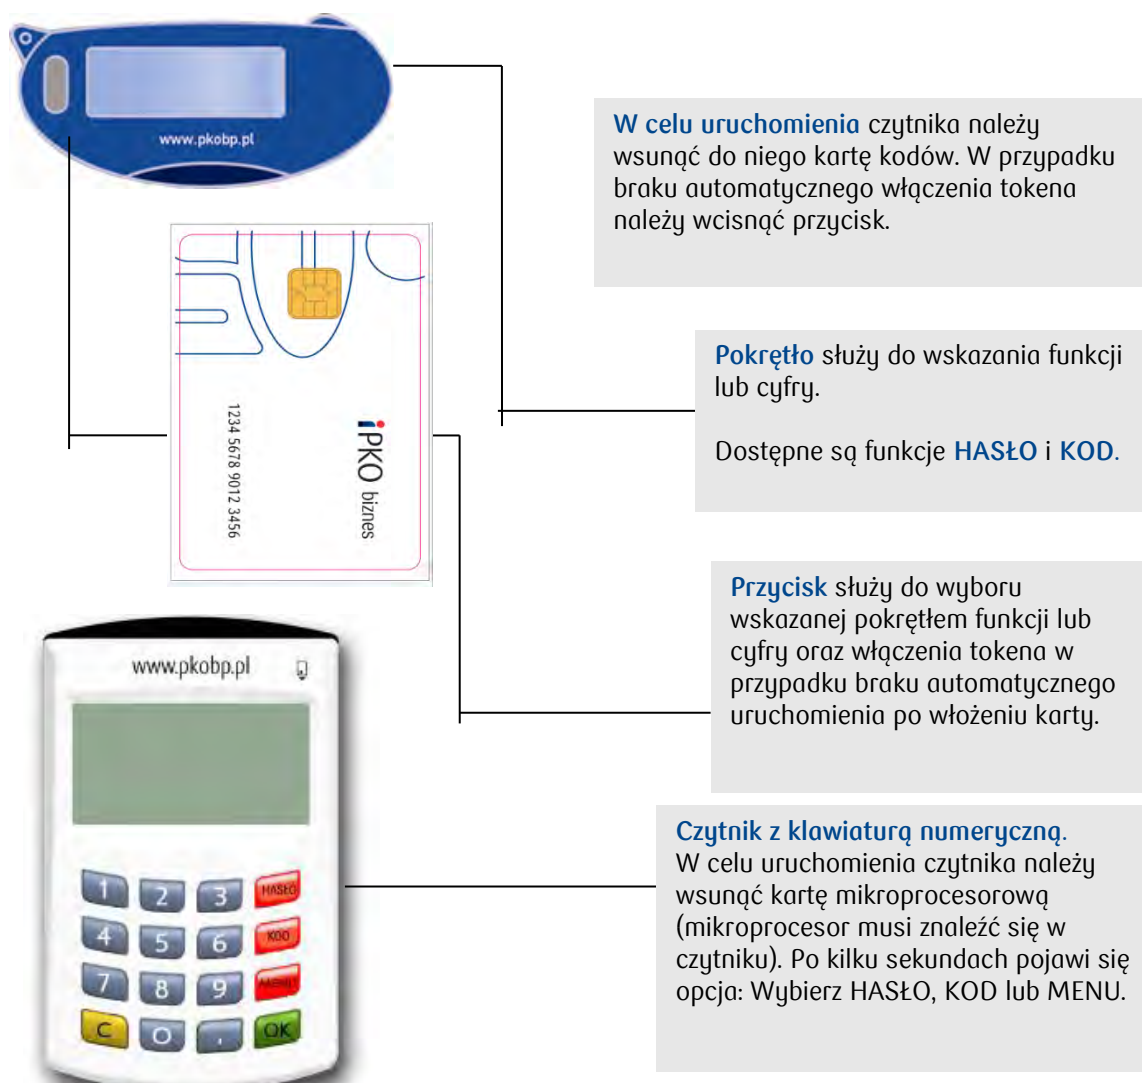 www.pkobp.pl
W celu uruchomienia czytnika należy
wsunąć do niego kartę kodów. W przypadku
braku automatycznego włączenia tokena
należy wcisnąć przycisk.
Pokrętło służy do wskazania funkcji
lub cyfry.
Dostępne są funkcje HASŁO i KOD.
1234 5678 9012 3456
iPKO biznes
Przycisk służy do wyboru
wskazanej pokrętłem funkcji lub
cyfry oraz włączenia tokena w
przypadku braku automatycznego
uruchomienia po włożeniu karty.
www.pkobp.pl
Czytnik z klawiaturą numeryczną.
W celu uruchomienia czytnika należy
wsunąć kartę mikroprocesorową
(mikroprocesor musi znaleźć się w
czytniku). Po kilku sekundach pojawi się
opcja: Wybierz HASŁO, KOD lub MENU.
1 2 3 HASŁO
4 5 6 KOD
7 8 9 MENU
C 0 , OK